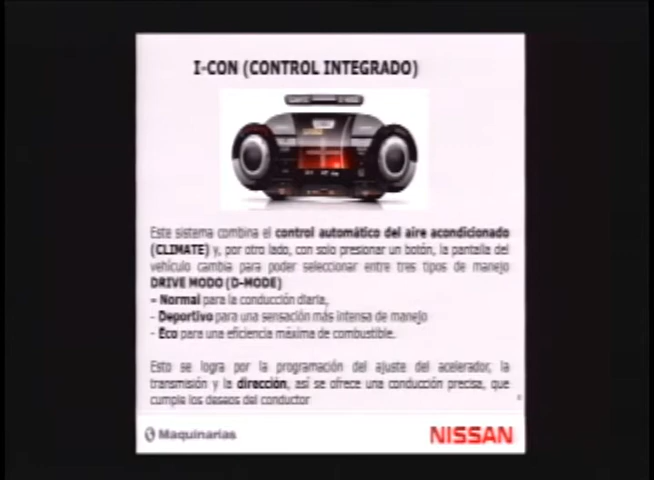 I-CON (CONTROL INTEGRADO)
Este sistema combina el control automático del aire acondicionado
(CLIMATE) y, por otro lado, con solo presionar un botón, la pantalla del
vehículo cambia para poder seleccionar entre tres tipos de manejo
DRIVE MODO (D-MODE)
- Normal para la conducción diaria,
- Deportivo para una sensación más intensa de manejo
- Eco para una eficiencia máxima de combustible.
Esto se logra por la programación del ajuste del acelerador, la
transmisión y la dirección, así se ofrece una conducción precisa, que
cumple los deseos del conductor
Maquinarias
NISSAN